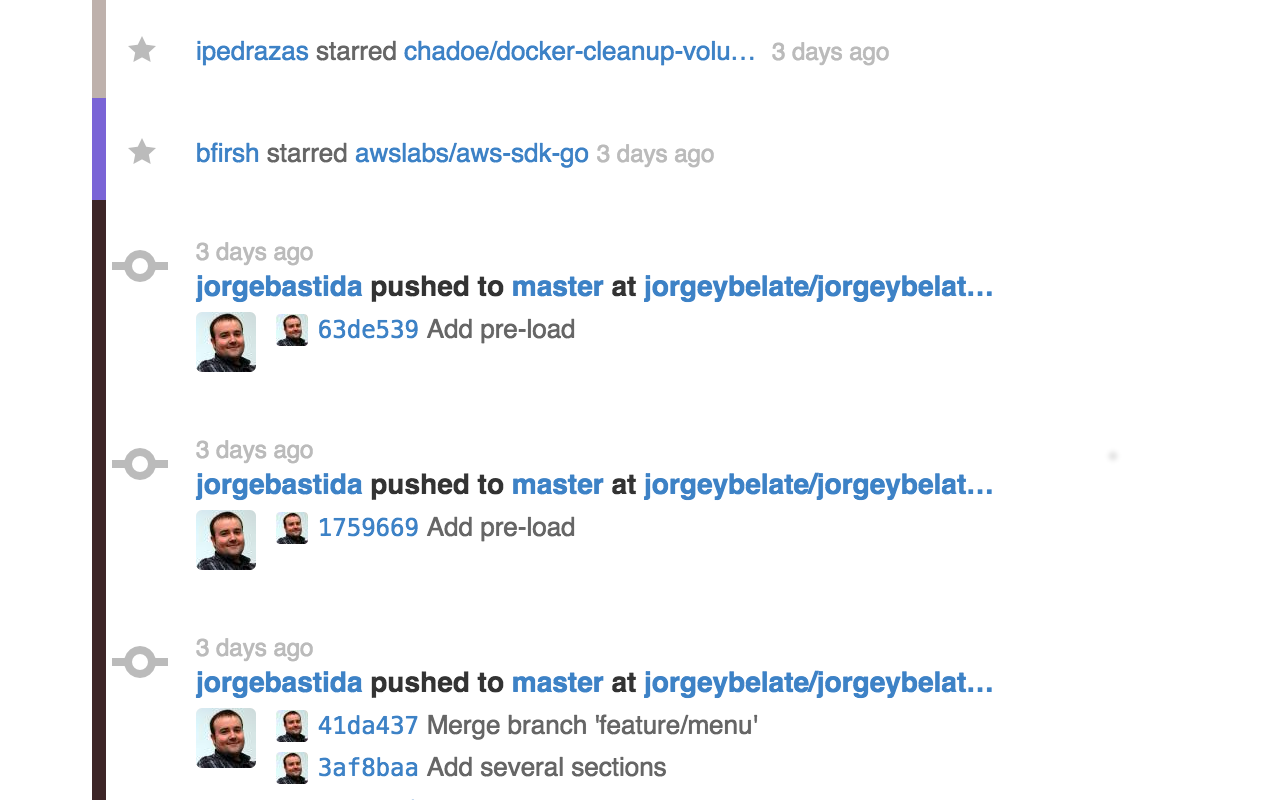 ipedrazas starred chadoe/docker-cleanup-volu… 3 days ago
bfirsh starred awslabs/aws-sdk-go 3 days ago
3 days ago
jorgebastida pushed to master at jorgeybelate/jorgeybelat…
63de539 Add pre-load
3 days ago
jorgebastida pushed to master at jorgeybelate/jorgeybelat…
1759669 Add pre-load
3 days ago
jorgebastida pushed to master at jorgeybelate/jorgeybelat…
41da437 Merge branch 'feature/menu'
3af8baa Add several sections